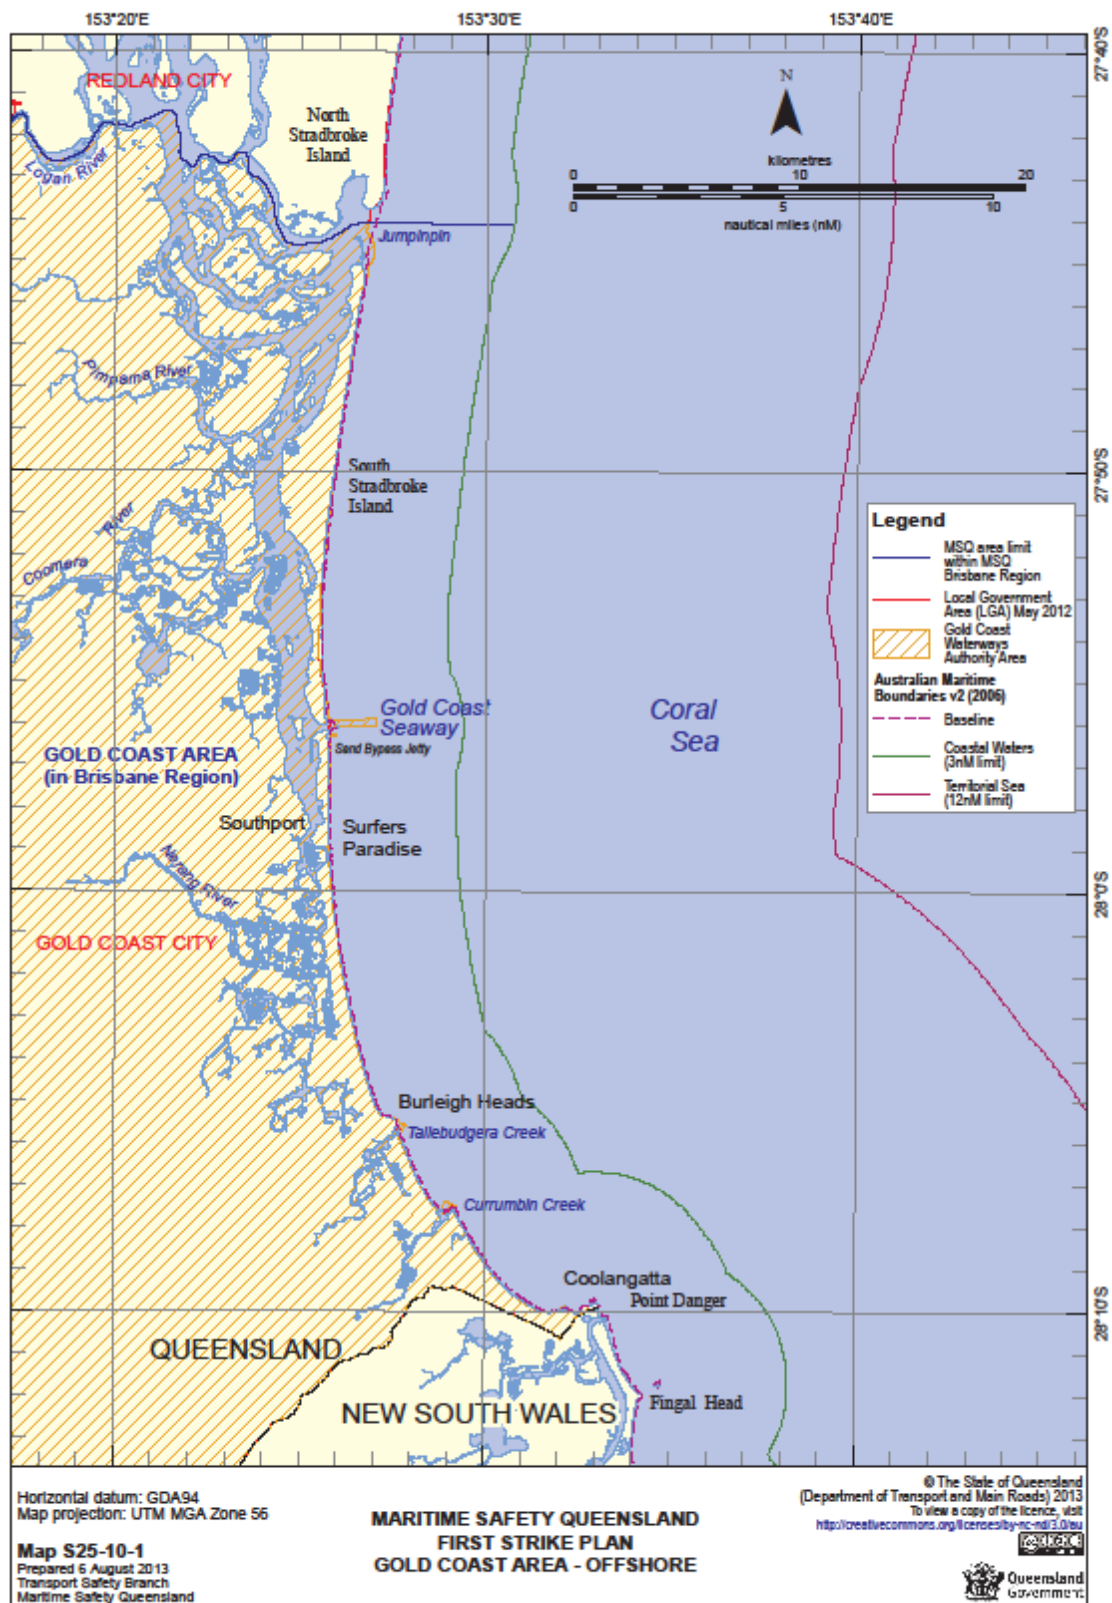 153°20'E
153°30'E
153°40'E
27°40'S
REDLAND CITY
North
Stradbroke
Island
N
kilometres
0 10 20
0 5 10
nautical miles (nM)
Logan River
Jumpinpin
Pimpama River
South
Stradbroke
Island
27°50'S
Coomera River
Legend
MSQ area limit
within MSQ
Brisbane Region
Local Government
Area (LGA) May 2012
Gold Coast
Waterways
Authority Area
Australian Maritime
Boundaries v2 (2006)
Baseline
Coastal Waters
(3nM limit)
Territorial Sea
(12nM limit)
Gold Coast
Seaway
Sand Bypass Jetty
Coral
Sea
GOLD COAST AREA
(in Brisbane Region)
Southport
Surfers
Paradise
Nerang River
28°0'S
GOLD COAST CITY
Burleigh Heads
Tallebudgera Creek
Currumbin Creek
Coolangatta
Point Danger
28°10'S
QUEENSLAND
NEW SOUTH WALES
Fingal Head
Horizontal datum: GDA94
Map projection: UTM MGA Zone 56
Map S25-10-1
Prepared 6 August 2013
Transport Safety Branch
Maritime Safety Queensland
MARITIME SAFETY QUEENSLAND
FIRST STRIKE PLAN
GOLD COAST AREA - OFFSHORE
© The State of Queensland
(Department of Transport and Main Roads) 2013
To view a copy of the licence, visit
http://creativecommons.org/licenses/by-nc-nd/3.0/au
Queensland
Government